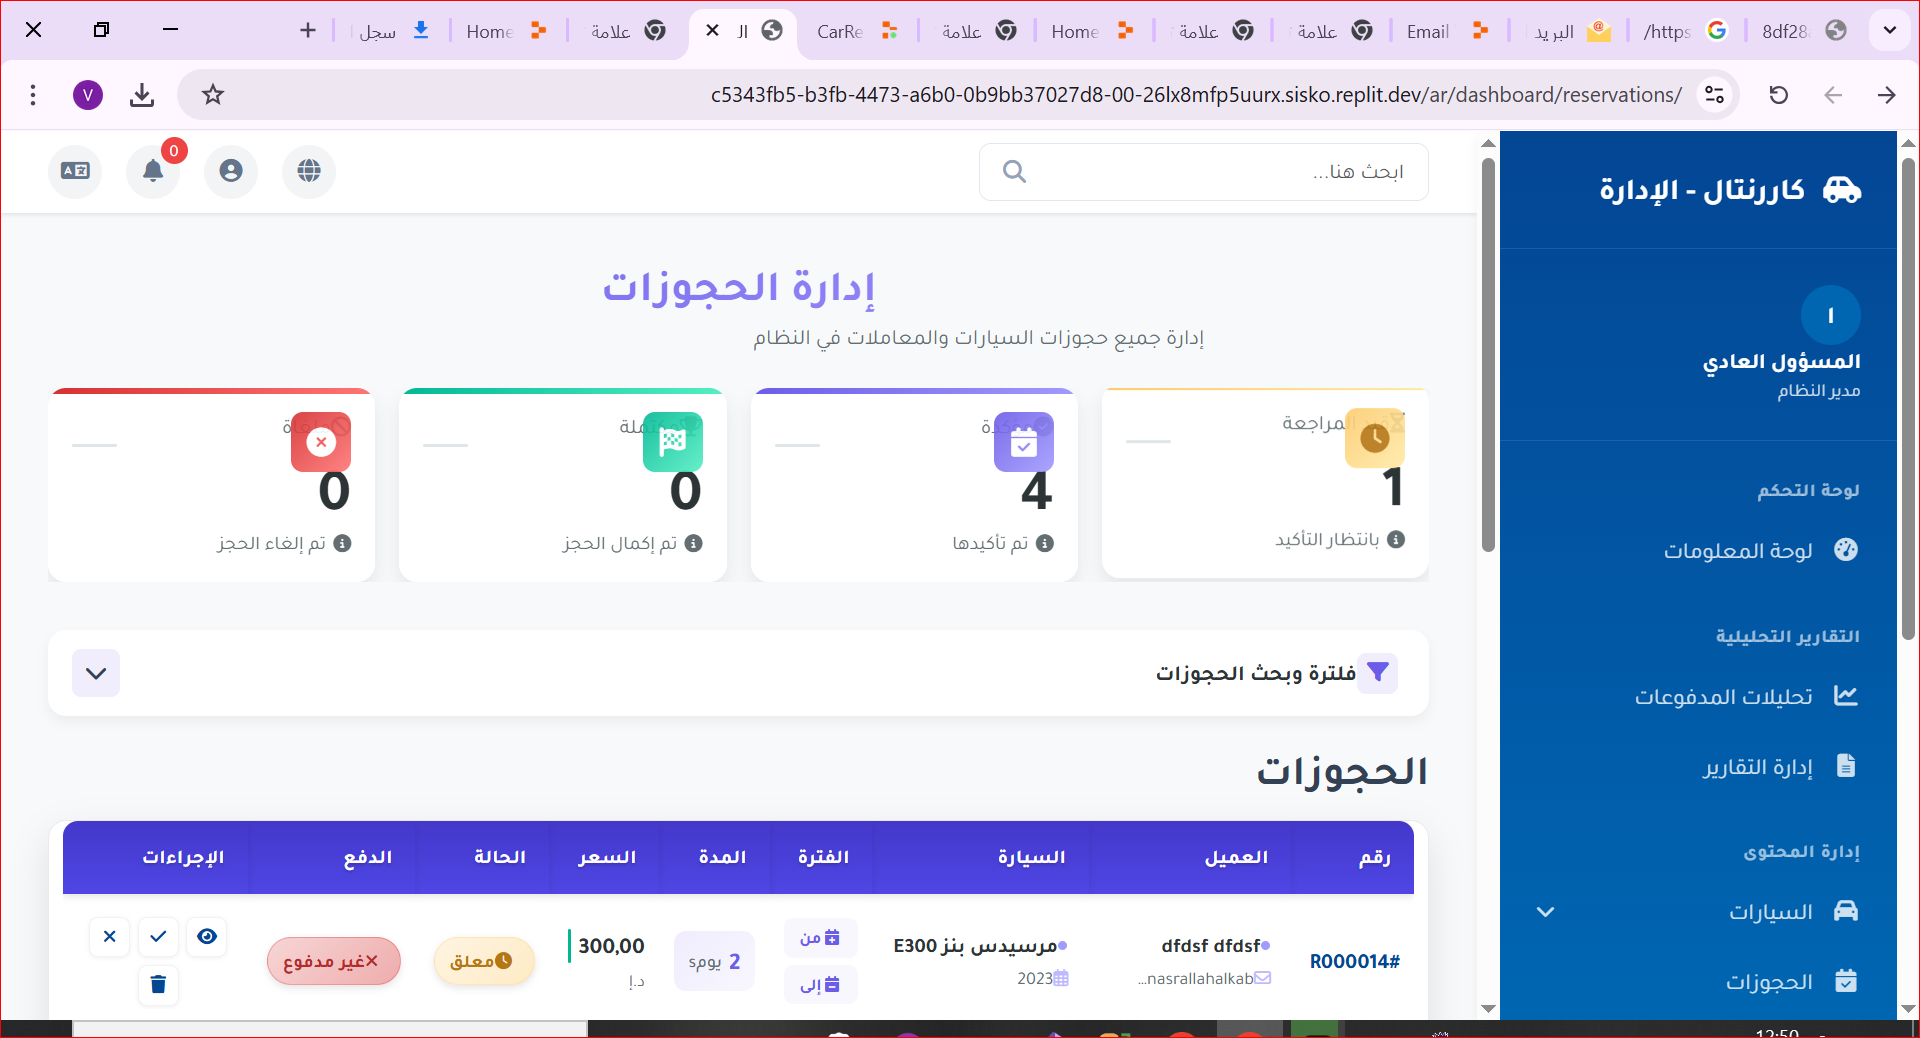 سجل
Home
علامة
ال
CarRe
علامة
Home
علامة
علامة
Email
البريد
/https
8df28
V
c5343fb5-b3fb-4473-a6b0-0b9bb37027d8-00-26lx8mfp5uurx.sisko.replit.dev/ar/dashboard/reservations/
كاررنتال - الإدارة
ا
المسؤول العادي
مدير النظام
لوحة التحكم
لوحة المعلومات
التقارير التحليلية
تحليلات المدفوعات
إدارة التقارير
إدارة المحتوى
السيارات
الحجوزات
ابحث هنا...
0
إدارة الحجوزات
إدارة جميع حجوزات السيارات والمعاملات في النظام
المراجعة
1
بانتظار التأكيد
4
تم تأكيدها
0
تم إكمال الحجز
0
تم إلغاء الحجز
فلترة وبحث الحجوزات
الحجوزات
رقم العميل السيارة الفترة المدة السعر الحالة الدفع الإجراءات
R000014#
dfdsf dfdsf
nasrallahalkab...
مرسيدس بنز E300
2023
من
إلى
2 يومs
300,00
د.إ
معلق
غير مدفوع
12:50